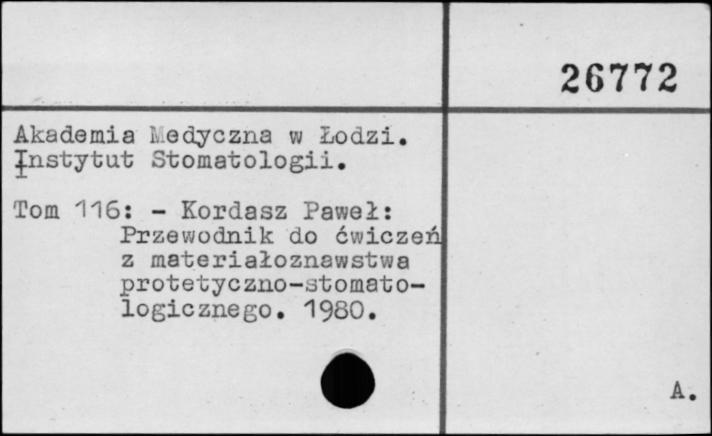 26772
Akademia Medyczna w Łodzi.
Instytut Stomatologii.
Tom 116: - Kordasz Paweł:
Przewodnik do ćwiczeń
z materiałoznawstwa
protetyczno-stomato-
logicznego. 1980.
A.